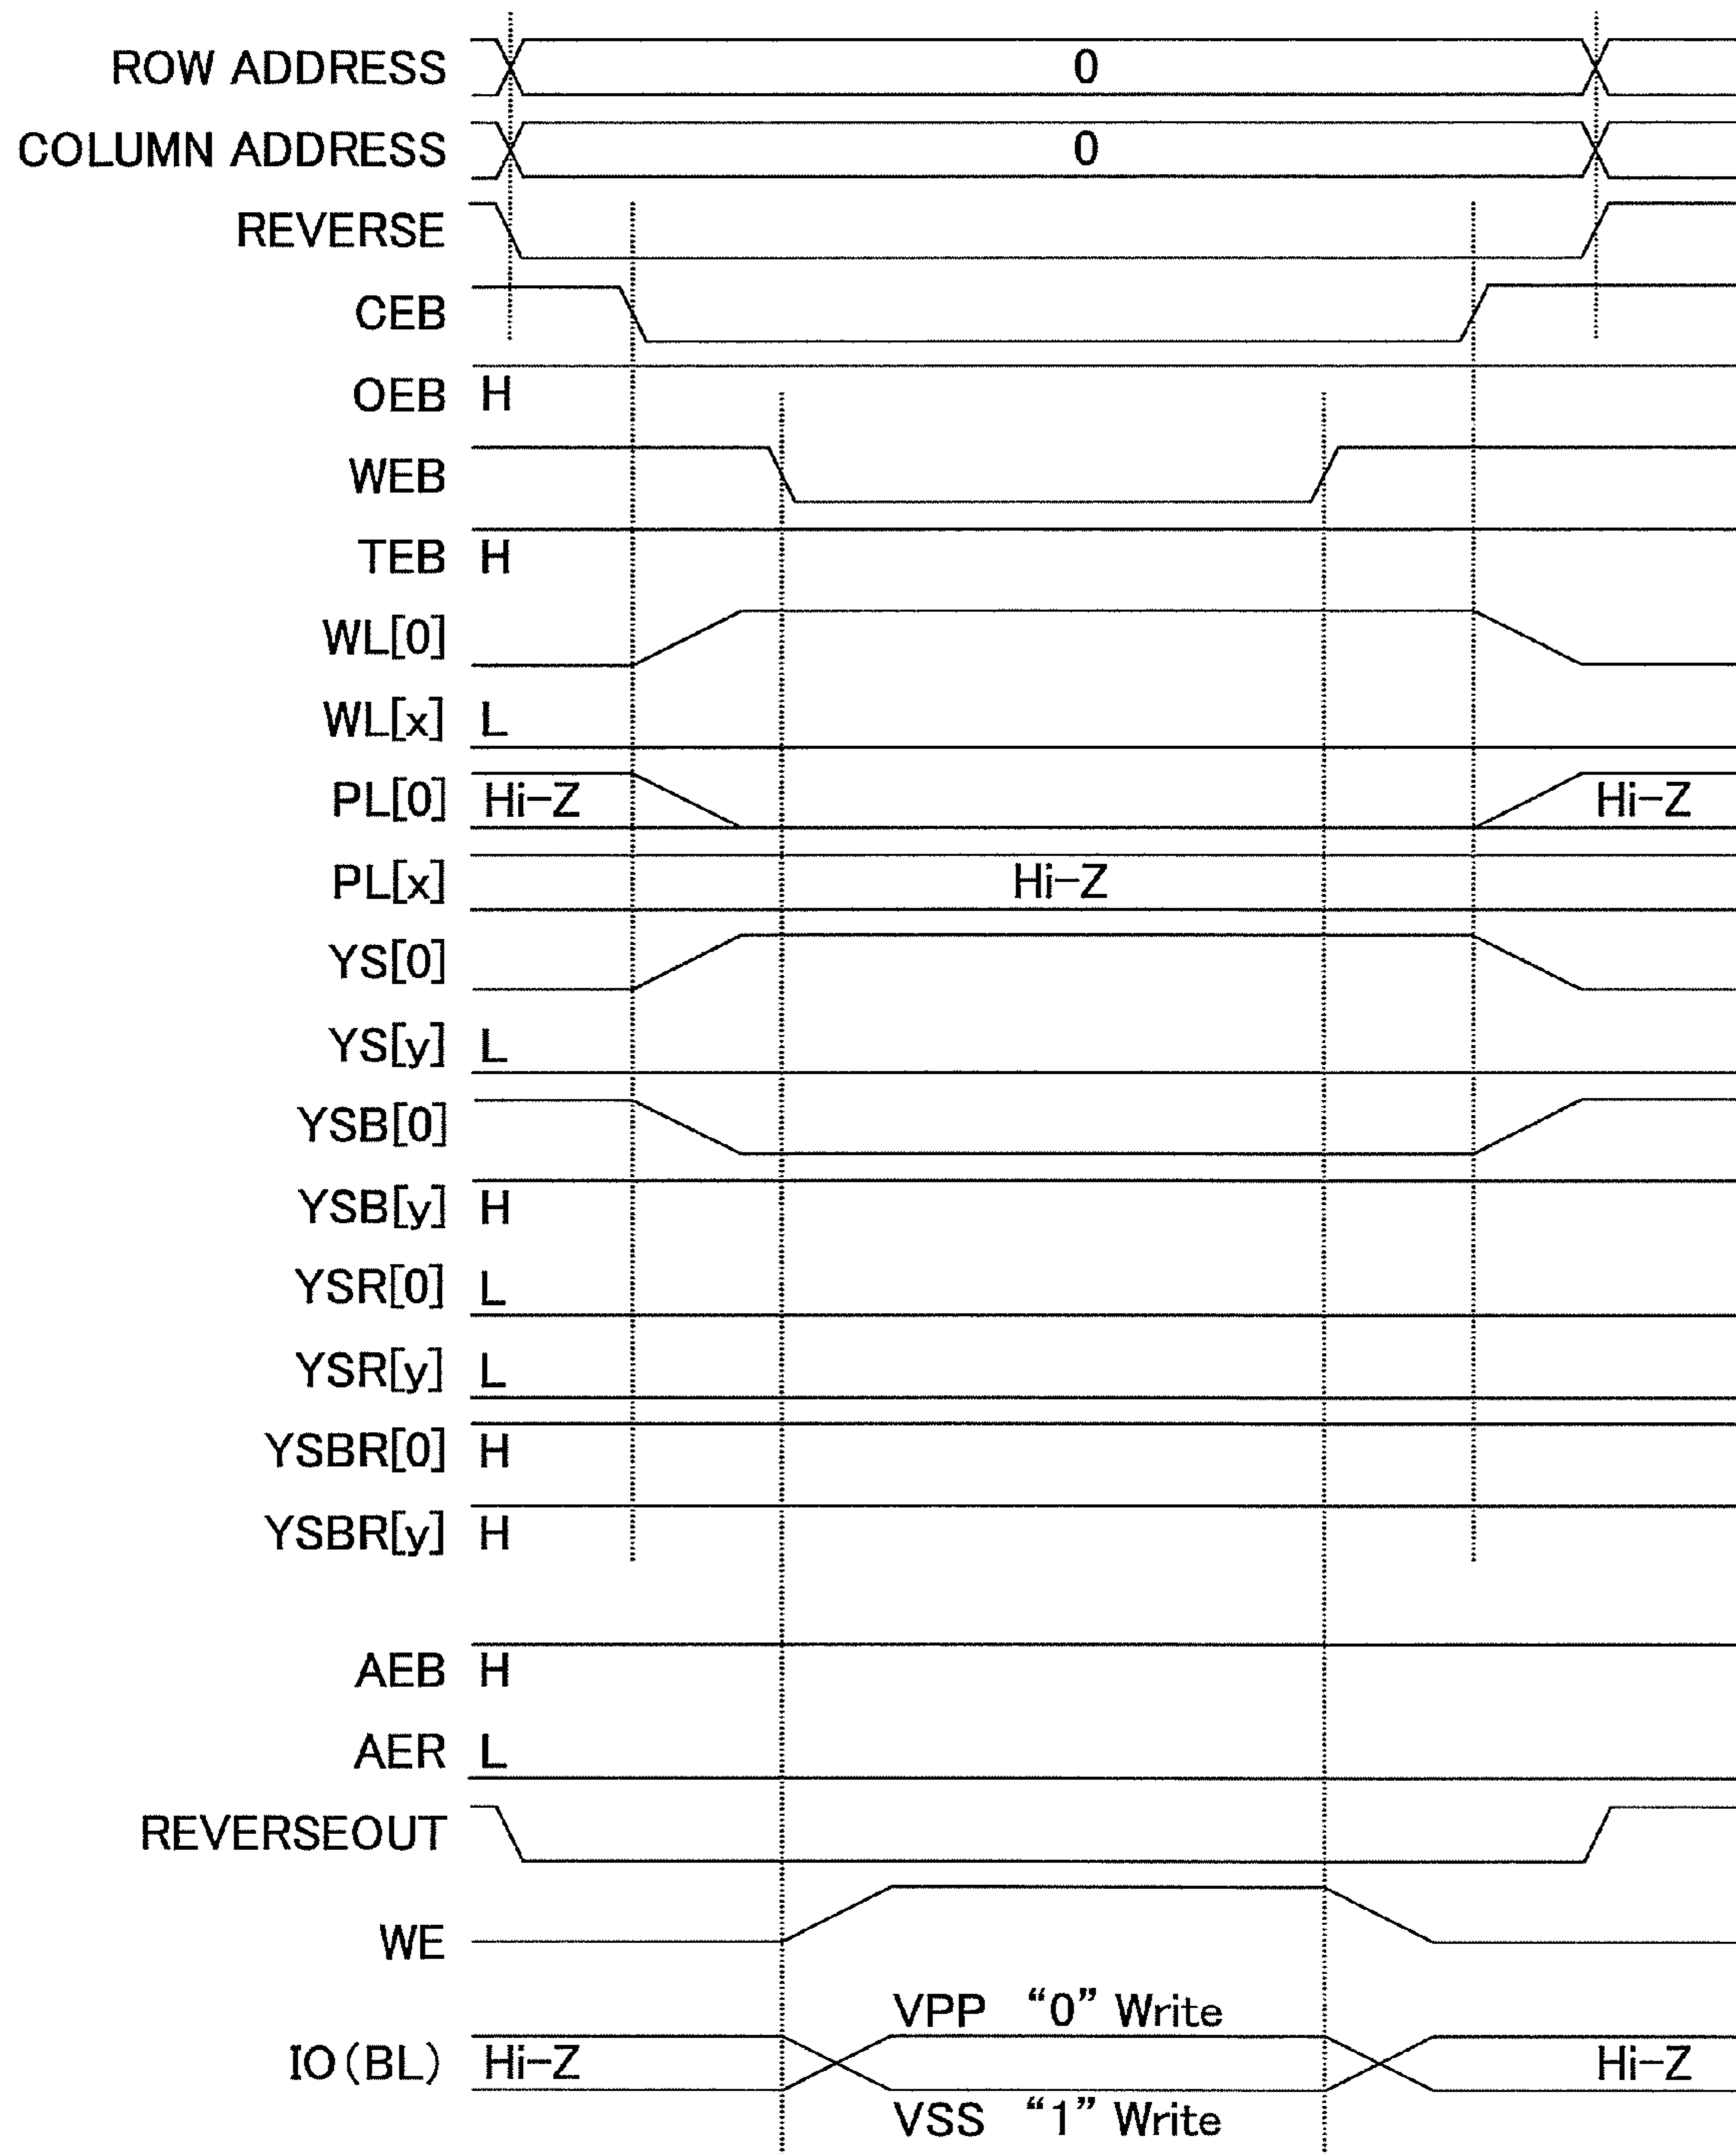 ROW ADDRESS 0
COLUMN ADDRESS 0
REVERSE
CEB
OEB H
WEB
TEB H
WL[0]
WL[x] L
PL[0] Hi-Z Hi-Z
PL[x] Hi-Z
YS[0]
YS[y] L
YSB[0]
YSB[y] H
YSR[0] L
YSR[y] L
YSBR[0] H
YSBR[y] H
AEB H
AER L
REVERSEOUT
WE
VPP “0” Write
IO(BL) Hi-Z Hi-Z
VSS “1” Write